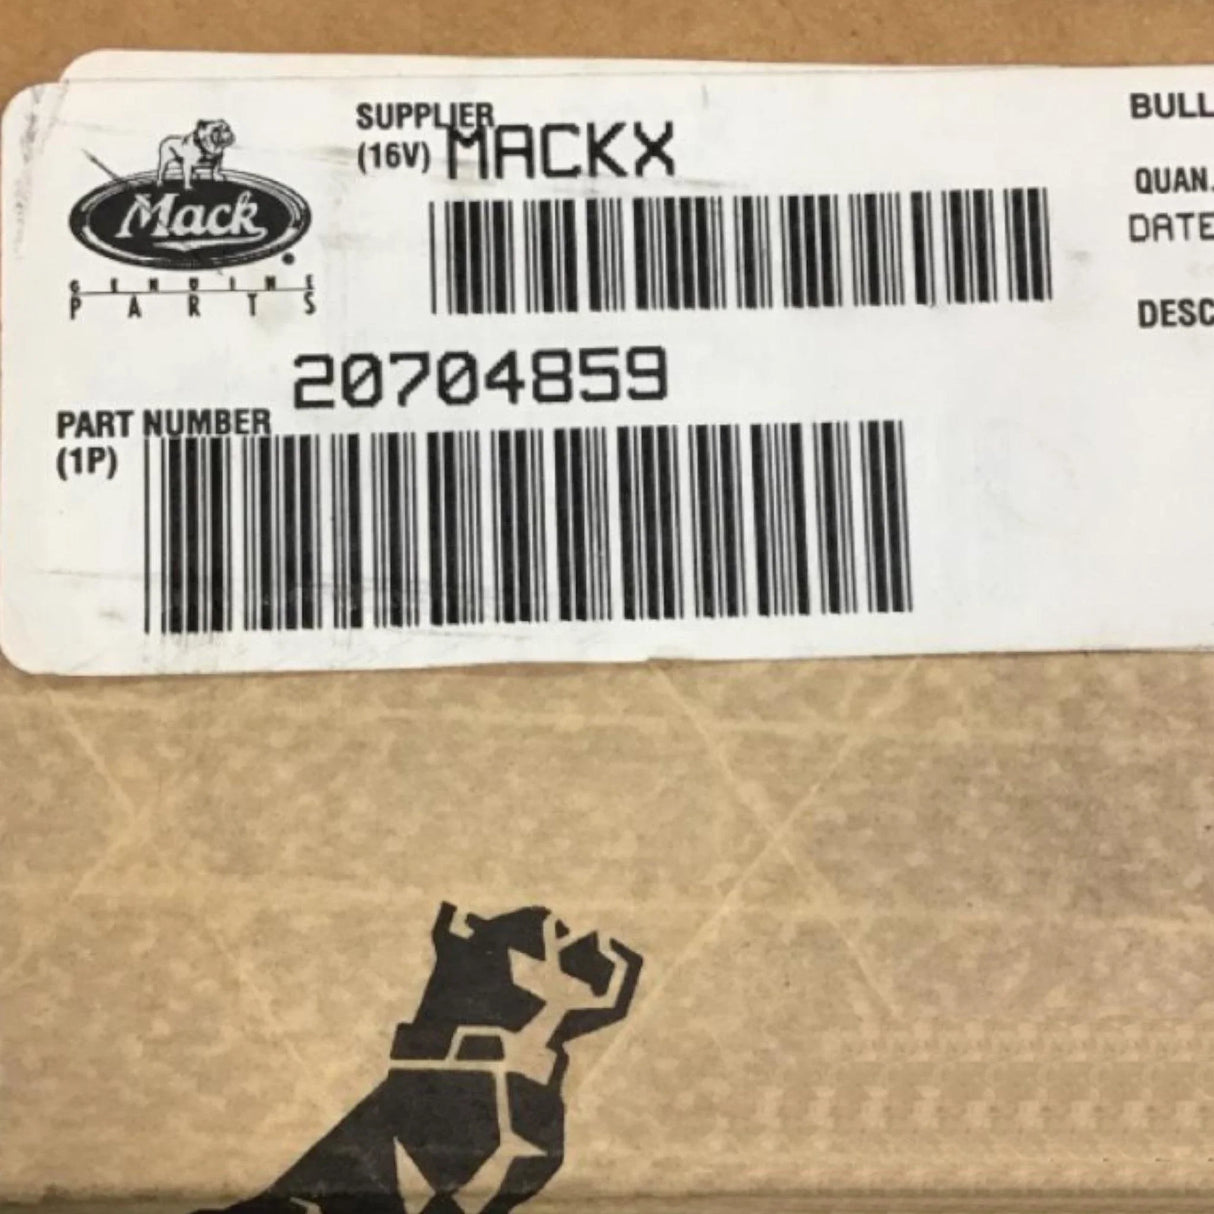 SUPPLIER
(16V) MACKX
BULL
Mack
QUAN.
DATE
GENUINE
PARTS
DESC
20704859
PART NUMBER
(1P)